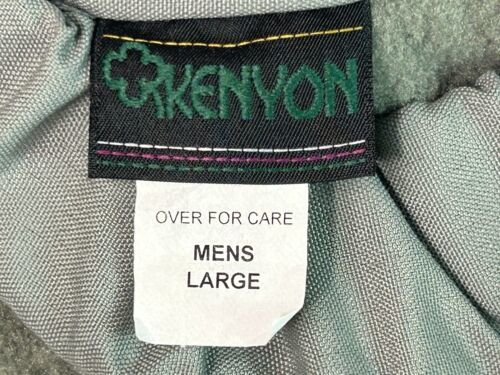 KENYON
OVER FOR CARE
MENS
LARGE